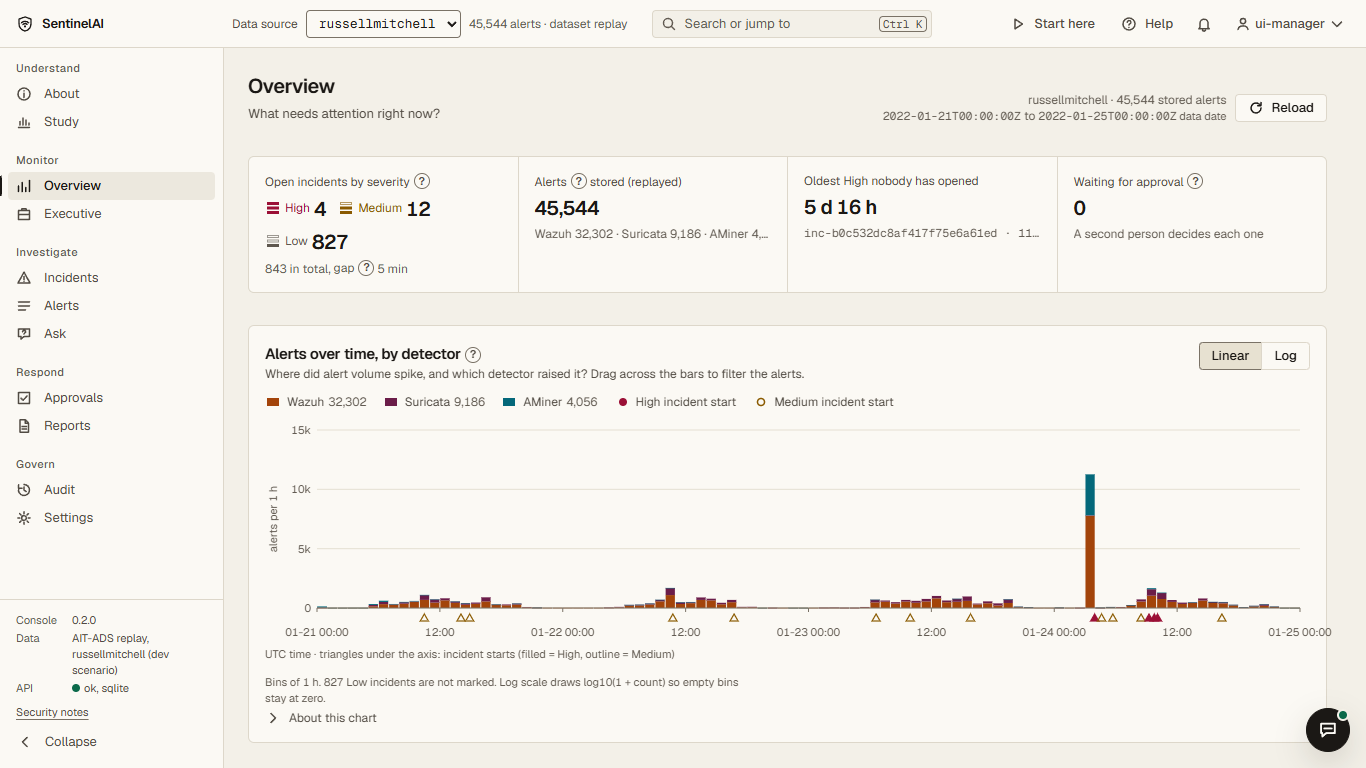 SentinelAI
Data source
russellmitchell
45,544 alerts · dataset replay
Search or jump to
Ctrl K
Start here
Help
ui-manager
Understand
About
Study
Monitor
Overview
Executive
Investigate
Incidents
Alerts
Ask
Respond
Approvals
Reports
Govern
Audit
Settings
Console 0.2.0
Data AIT-ADS replay,
russellmitchell (dev
scenario)
API ok, sqlite
Security notes
Collapse
Overview
What needs attention right now?
russellmitchell · 45,544 stored alerts
2022-01-21T00:00:00Z to 2022-01-25T00:00:00Z data date
Reload
Open incidents by severity ?
High 4 Medium 12
Low 827
843 in total, gap ? 5 min
Alerts ? stored (replayed)
45,544
Wazuh 32,302 · Suricata 9,186 · AMiner 4,…
Oldest High nobody has opened
5 d 16 h
inc-b0c532dc8af417f75e6a61ed · 11…
Waiting for approval ?
0
A second person decides each one
Alerts over time, by detector ?
Where did alert volume spike, and which detector raised it? Drag across the bars to filter the alerts.
Linear Log
Wazuh 32,302 Suricata 9,186 AMiner 4,056 High incident start Medium incident start
alerts per 1 h
15k
10k
5k
0
01-21 00:00 12:00 01-22 00:00 12:00 01-23 00:00 12:00 01-24 00:00 12:00 01-25 00:00
UTC time · triangles under the axis: incident starts (filled = High, outline = Medium)
Bins of 1 h. 827 Low incidents are not marked. Log scale draws log10(1 + count) so empty bins
stay at zero.
About this chart